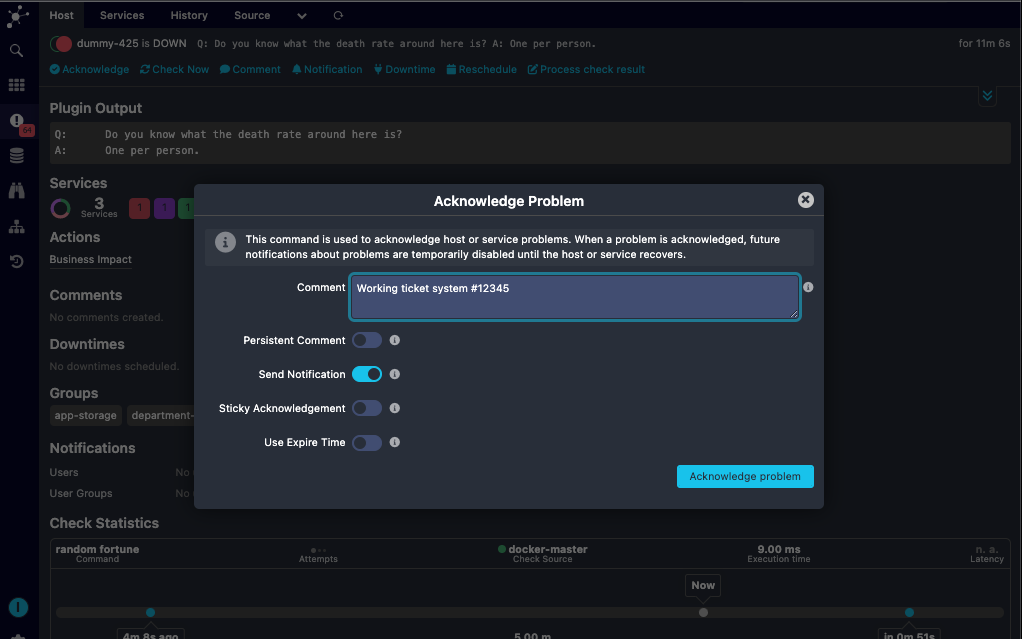 Host Services History Source
dummy-425 is DOWN Q: Do you know what the death rate around here is? A: One per person.
for 11m 6s
Acknowledge Check Now Comment Notification Downtime Reschedule Process check result
Plugin Output
Q: Do you know what the death rate around here is?
A: One per person.
64
Services
3
Services
1 1 1
Actions
Business Impact
Comments
No comments created.
Downtimes
No downtimes scheduled.
Groups
app-storage department-
Notifications
Users No
User Groups No
Acknowledge Problem
This command is used to acknowledge host or service problems. When a problem is acknowledged, future
notifications about problems are temporarily disabled until the host or service recovers.
Comment Working ticket system #12345
Persistent Comment
Send Notification
Sticky Acknowledgement
Use Expire Time
Acknowledge problem
Check Statistics
random fortune docker-master 9.00 ms n. a.
Command Attempts Check Source Execution time Latency
Now
4m 8s ago 5.00 m in 0m 51s
I